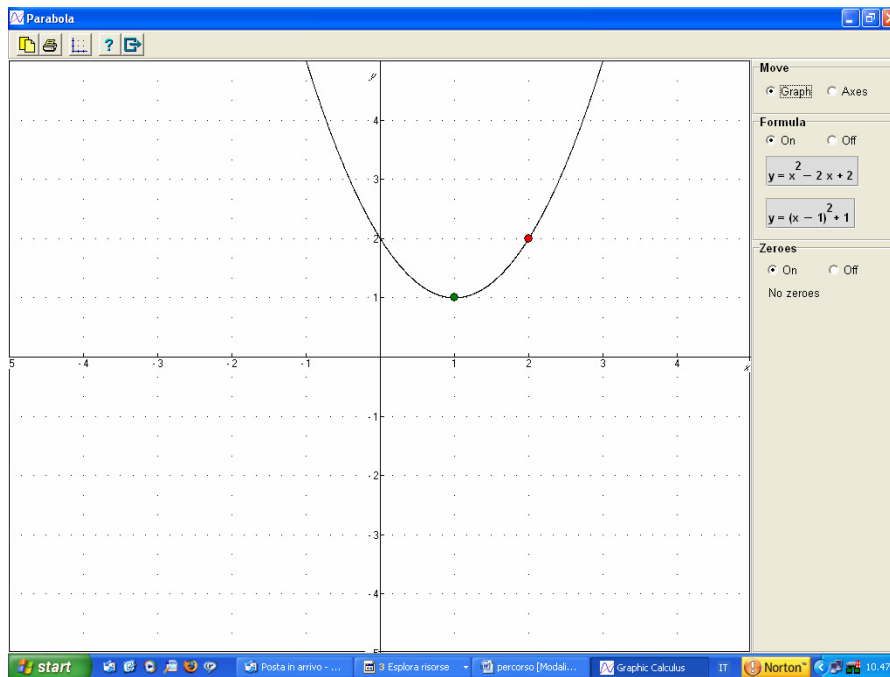 Parabola
?
Move
Graph Axes
Formula
On Off
y = x² − 2 x + 2
y = (x − 1)² + 1
Zeroes
On Off
No zeroes
y
4
3
2
1
5 -4 -3 -2 -1 1 2 3 4 x
-1
-2
-3
-4
5
start Posta in arrivo - ... 3 Esplora risorse percorso [Modali... Graphic Calculus IT Norton™ 10.47